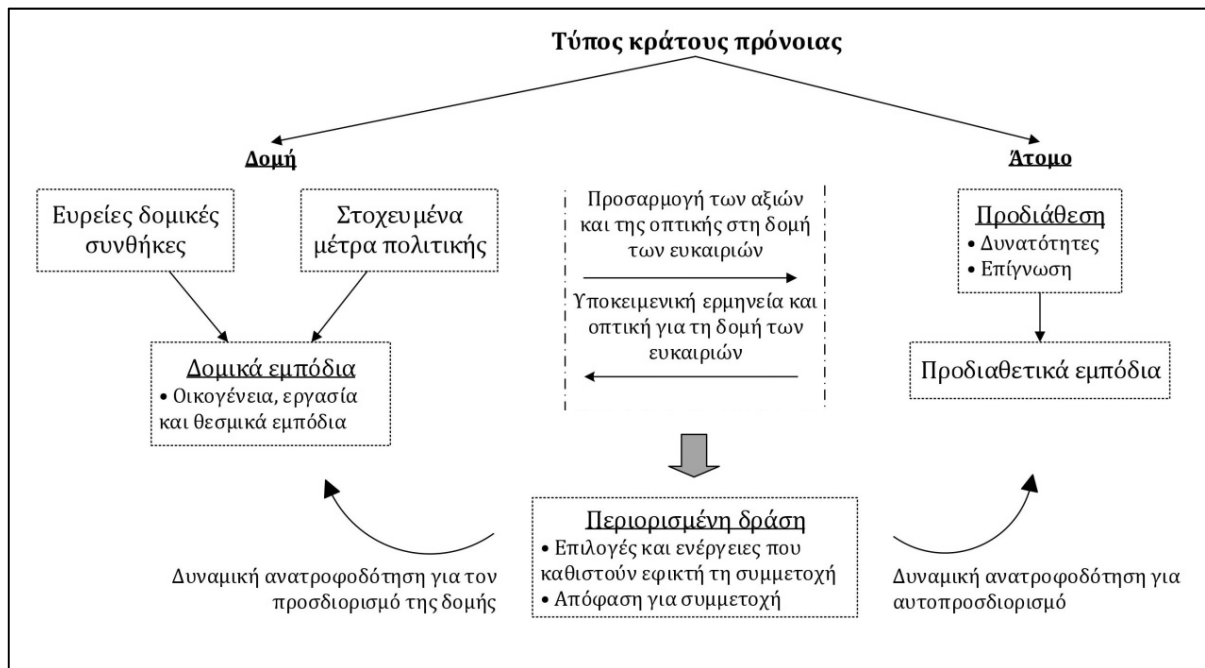 Τύπος κράτους πρόνοιας
Δομή
Άτομο
Ευρείες δομικές
συνθήκες
Στοχευμένα
μέτρα πολιτικής
Προσαρμογή των αξιών
και της οπτικής στη δομή
των ευκαιριών
Υποκειμενική ερμηνεία και
οπτική για τη δομή των
ευκαιριών
Προδιάθεση
• Δυνατότητες
• Επίγνωση
Δομικά εμπόδια
• Οικογένεια, εργασία
και θεσμικά εμπόδια
Προδιαθετικά εμπόδια
Περιορισμένη δράση
• Επιλογές και ενέργειες που
καθιστούν εφικτή τη συμμετοχή
• Απόφαση για συμμετοχή
Δυναμική ανατροφοδότηση για τον
προσδιορισμό της δομής
Δυναμική ανατροφοδότηση για
αυτοπροσδιορισμό